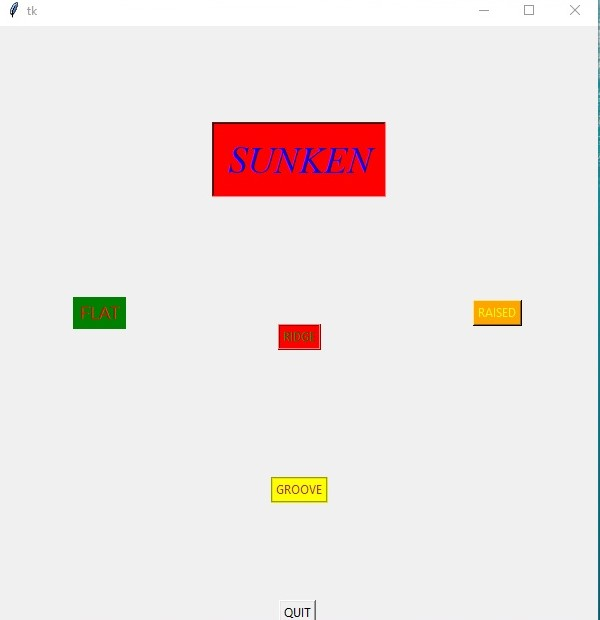 tk
SUNKEN
FLAT
RAISED
RIDGE
GROOVE
QUIT